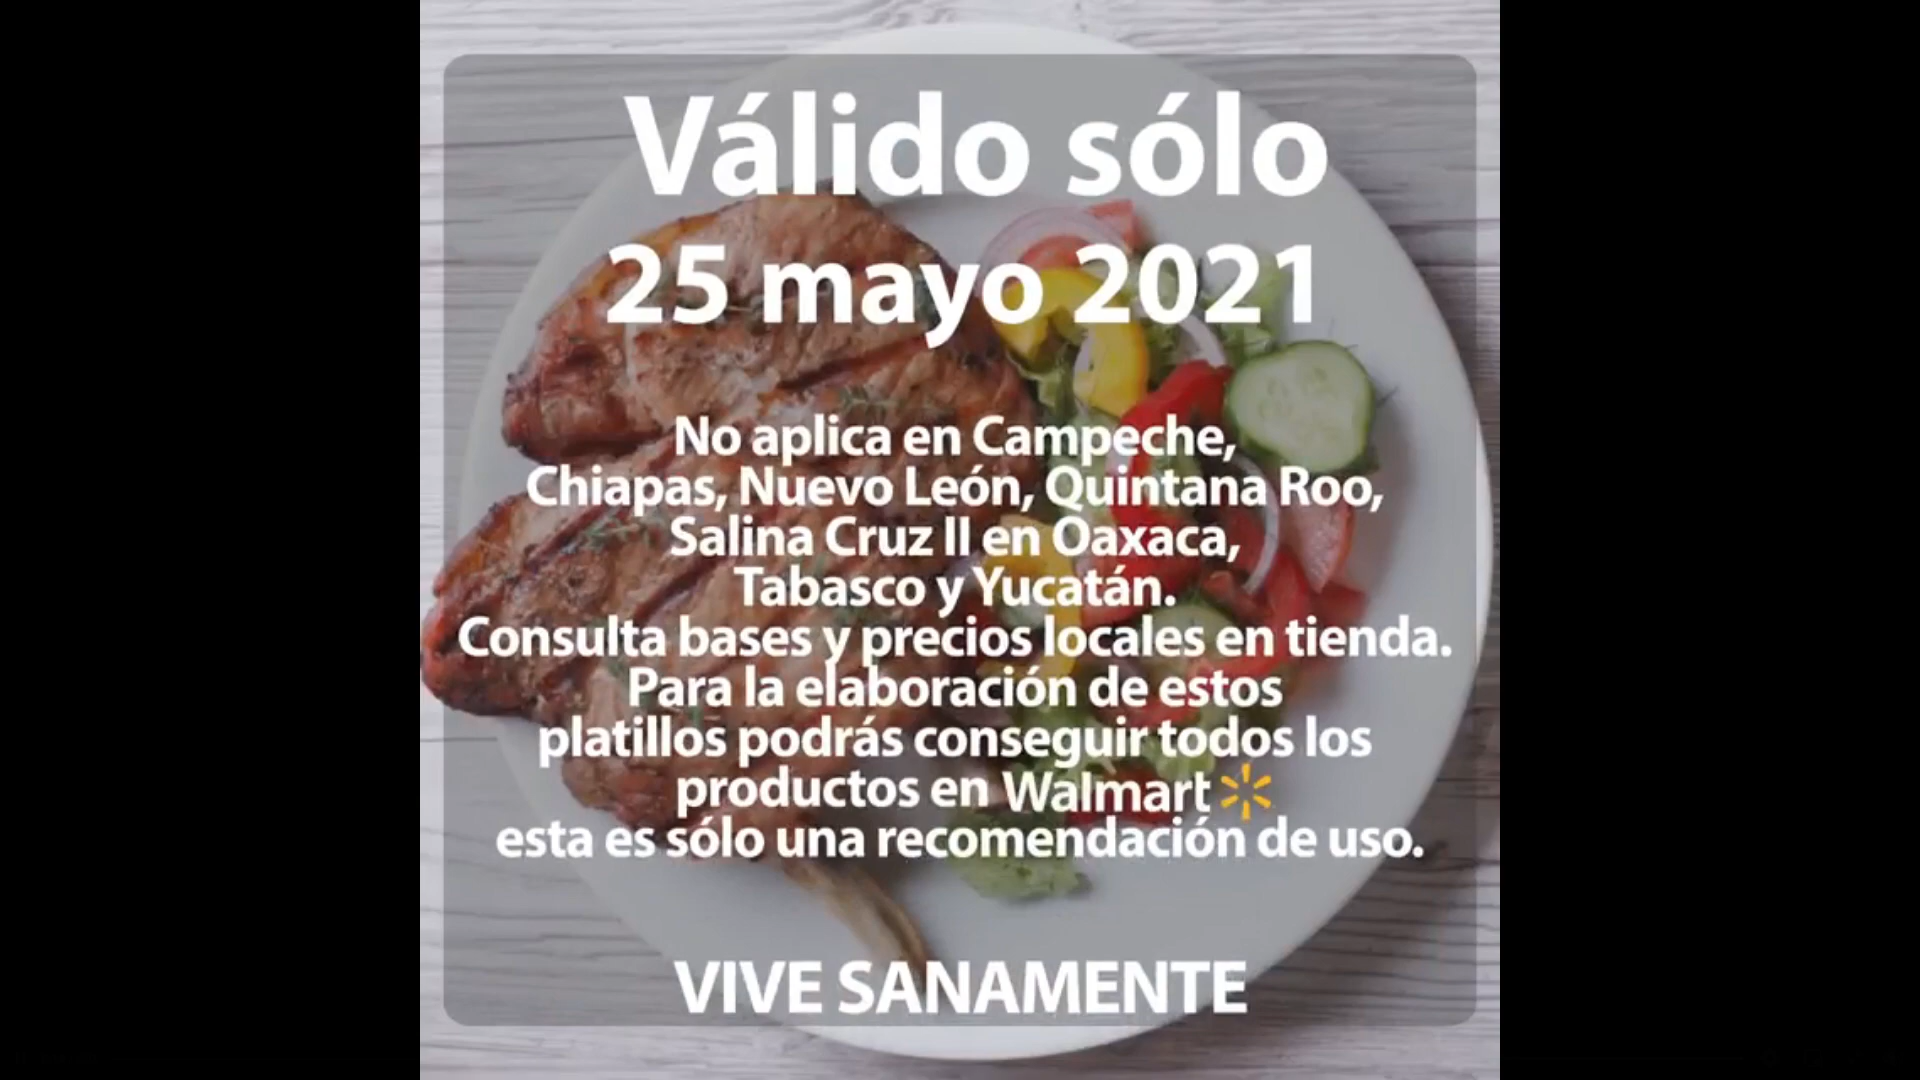 Válido sólo
25 mayo 2021
No aplica en Campeche,
Chiapas, Nuevo León, Quintana Roo,
Salina Cruz II en Oaxaca,
Tabasco y Yucatán.
Consulta bases y precios locales en tienda.
Para la elaboración de estos
platillos podrás conseguir todos los
productos en Walmart
esta es sólo una recomendación de uso.
VIVE SANAMENTE